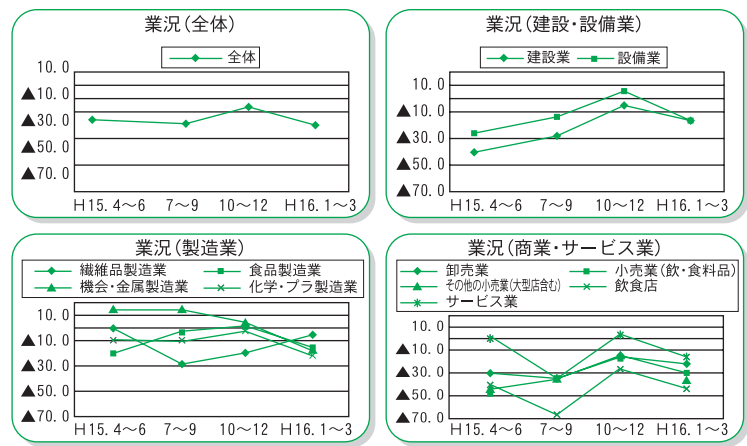 業況(全体)
全体
10. 0
▲10. 0
▲30. 0
▲50. 0
▲70. 0
H15. 4～6 7～9 10～12 H16. 1～3
業況(建設・設備業)
建設業 設備業
10. 0
▲10. 0
▲30. 0
▲50. 0
▲70. 0
H15. 4～6 7～9 10～12 H16. 1～3
業況(製造業)
繊維品製造業 食品製造業
機会・金属製造業 化学・プラ製造業
10. 0
▲10. 0
▲30. 0
▲50. 0
▲70. 0
H15. 4～6 7～9 10～12 H16. 1～3
業況(商業・サービス業)
卸売業 小売業(飲・食料品)
その他の小売業(大型店含む) 飲食店
サービス業
10. 0
▲10. 0
▲30. 0
▲50. 0
▲70. 0
H15. 4～6 7～9 10～12 H16. 1～3